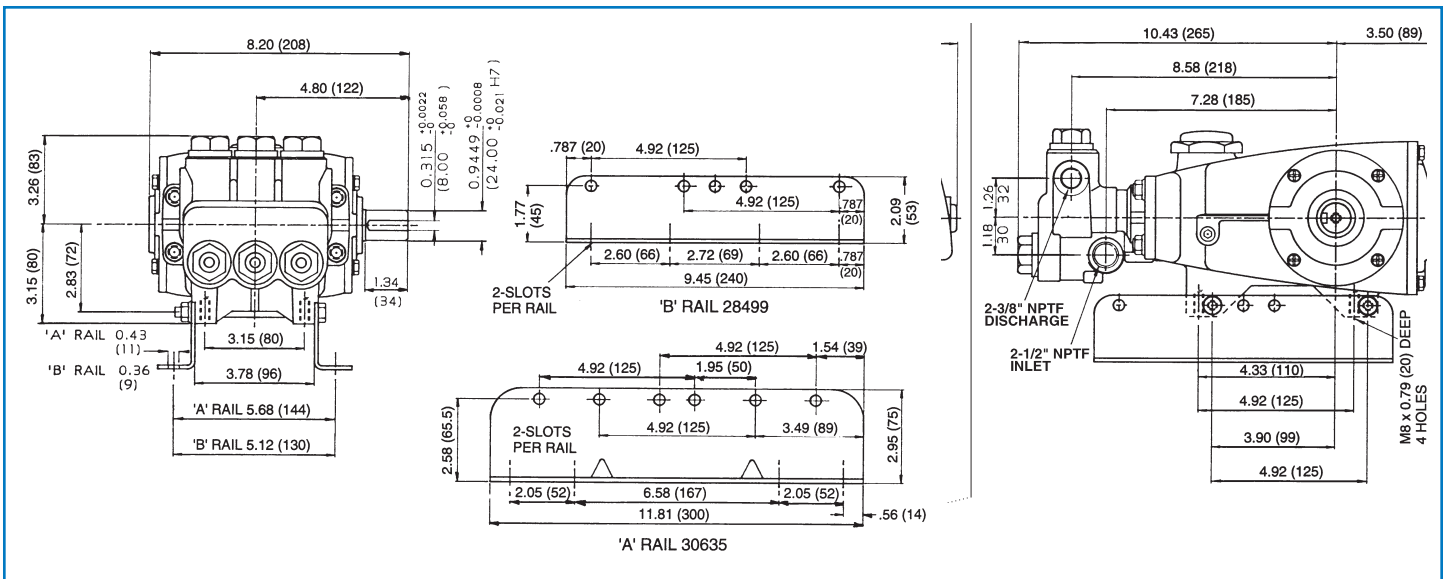 8.20 (208)
4.80 (122)
3.26 (83)
3.15 (80)
2.83 (72)
0.315 +0.0022 -0
(8.00 +0.058 -0 )
0.9449 -0.0008
(24.00 +0 -0.021 H7 )
1.34
(34)
'A' RAIL 0.43
(11)
'B' RAIL 0.36
(9)
3.15 (80)
3.78 (96)
'A' RAIL 5.68 (144)
'B' RAIL 5.12 (130)
.787 (20)
4.92 (125)
1.77
(45)
4.92 (125)
.787
(20)
2.09
(53)
2.60 (66)
2.72 (69)
2.60 (66)
.787
(20)
9.45 (240)
2-SLOTS
PER RAIL
'B' RAIL 28499
4.92 (125)
1.54 (39)
4.92 (125)
1.95 (50)
2.58 (65.5)
2-SLOTS
PER RAIL
4.92 (125)
3.49 (89)
2.95 (75)
2.05 (52)
6.58 (167)
2.05 (52)
11.81 (300)
.56 (14)
'A' RAIL 30635
10.43 (265)
3.50 (89)
8.58 (218)
7.28 (185)
1.26
32
1.18
30
2-3/8" NPTF
DISCHARGE
2-1/2" NPTF
INLET
4.33 (110)
4.92 (125)
3.90 (99)
4.92 (125)
M8 x 0.79 (20) DEEP
4 HOLES